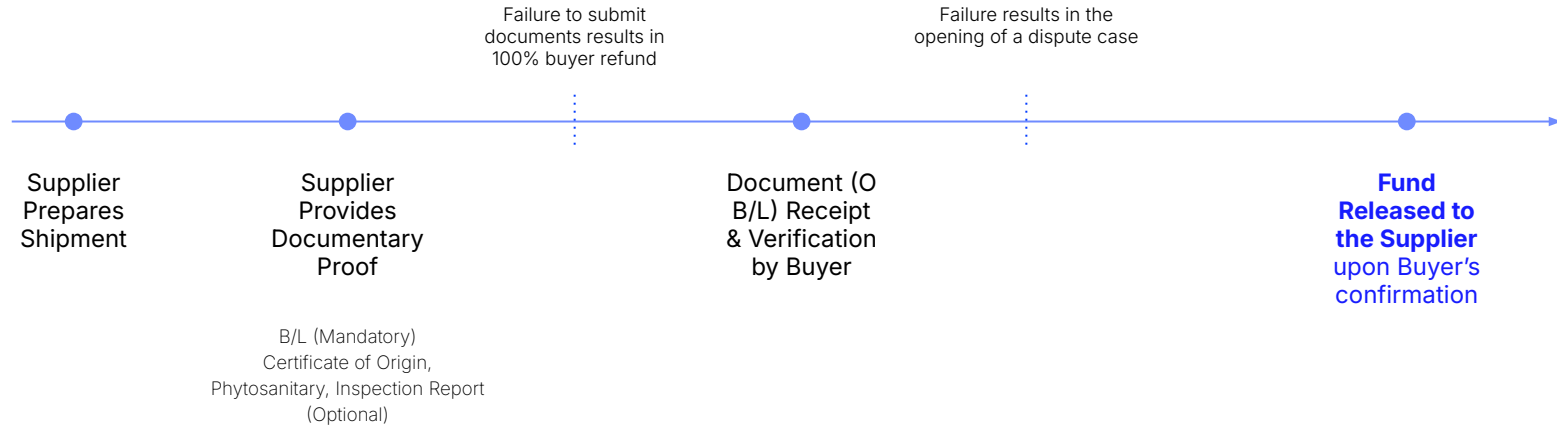 Failure to submit
documents results in
100% buyer refund
Failure results in the
opening of a dispute case
Supplier
Prepares
Shipment
Supplier
Provides
Documentary
Proof
B/L (Mandatory)
Certificate of Origin,
Phytosanitary, Inspection Report
(Optional)
Document (O
B/L) Receipt
& Verification
by Buyer
Fund
Released to
the Supplier
upon Buyer’s
confirmation